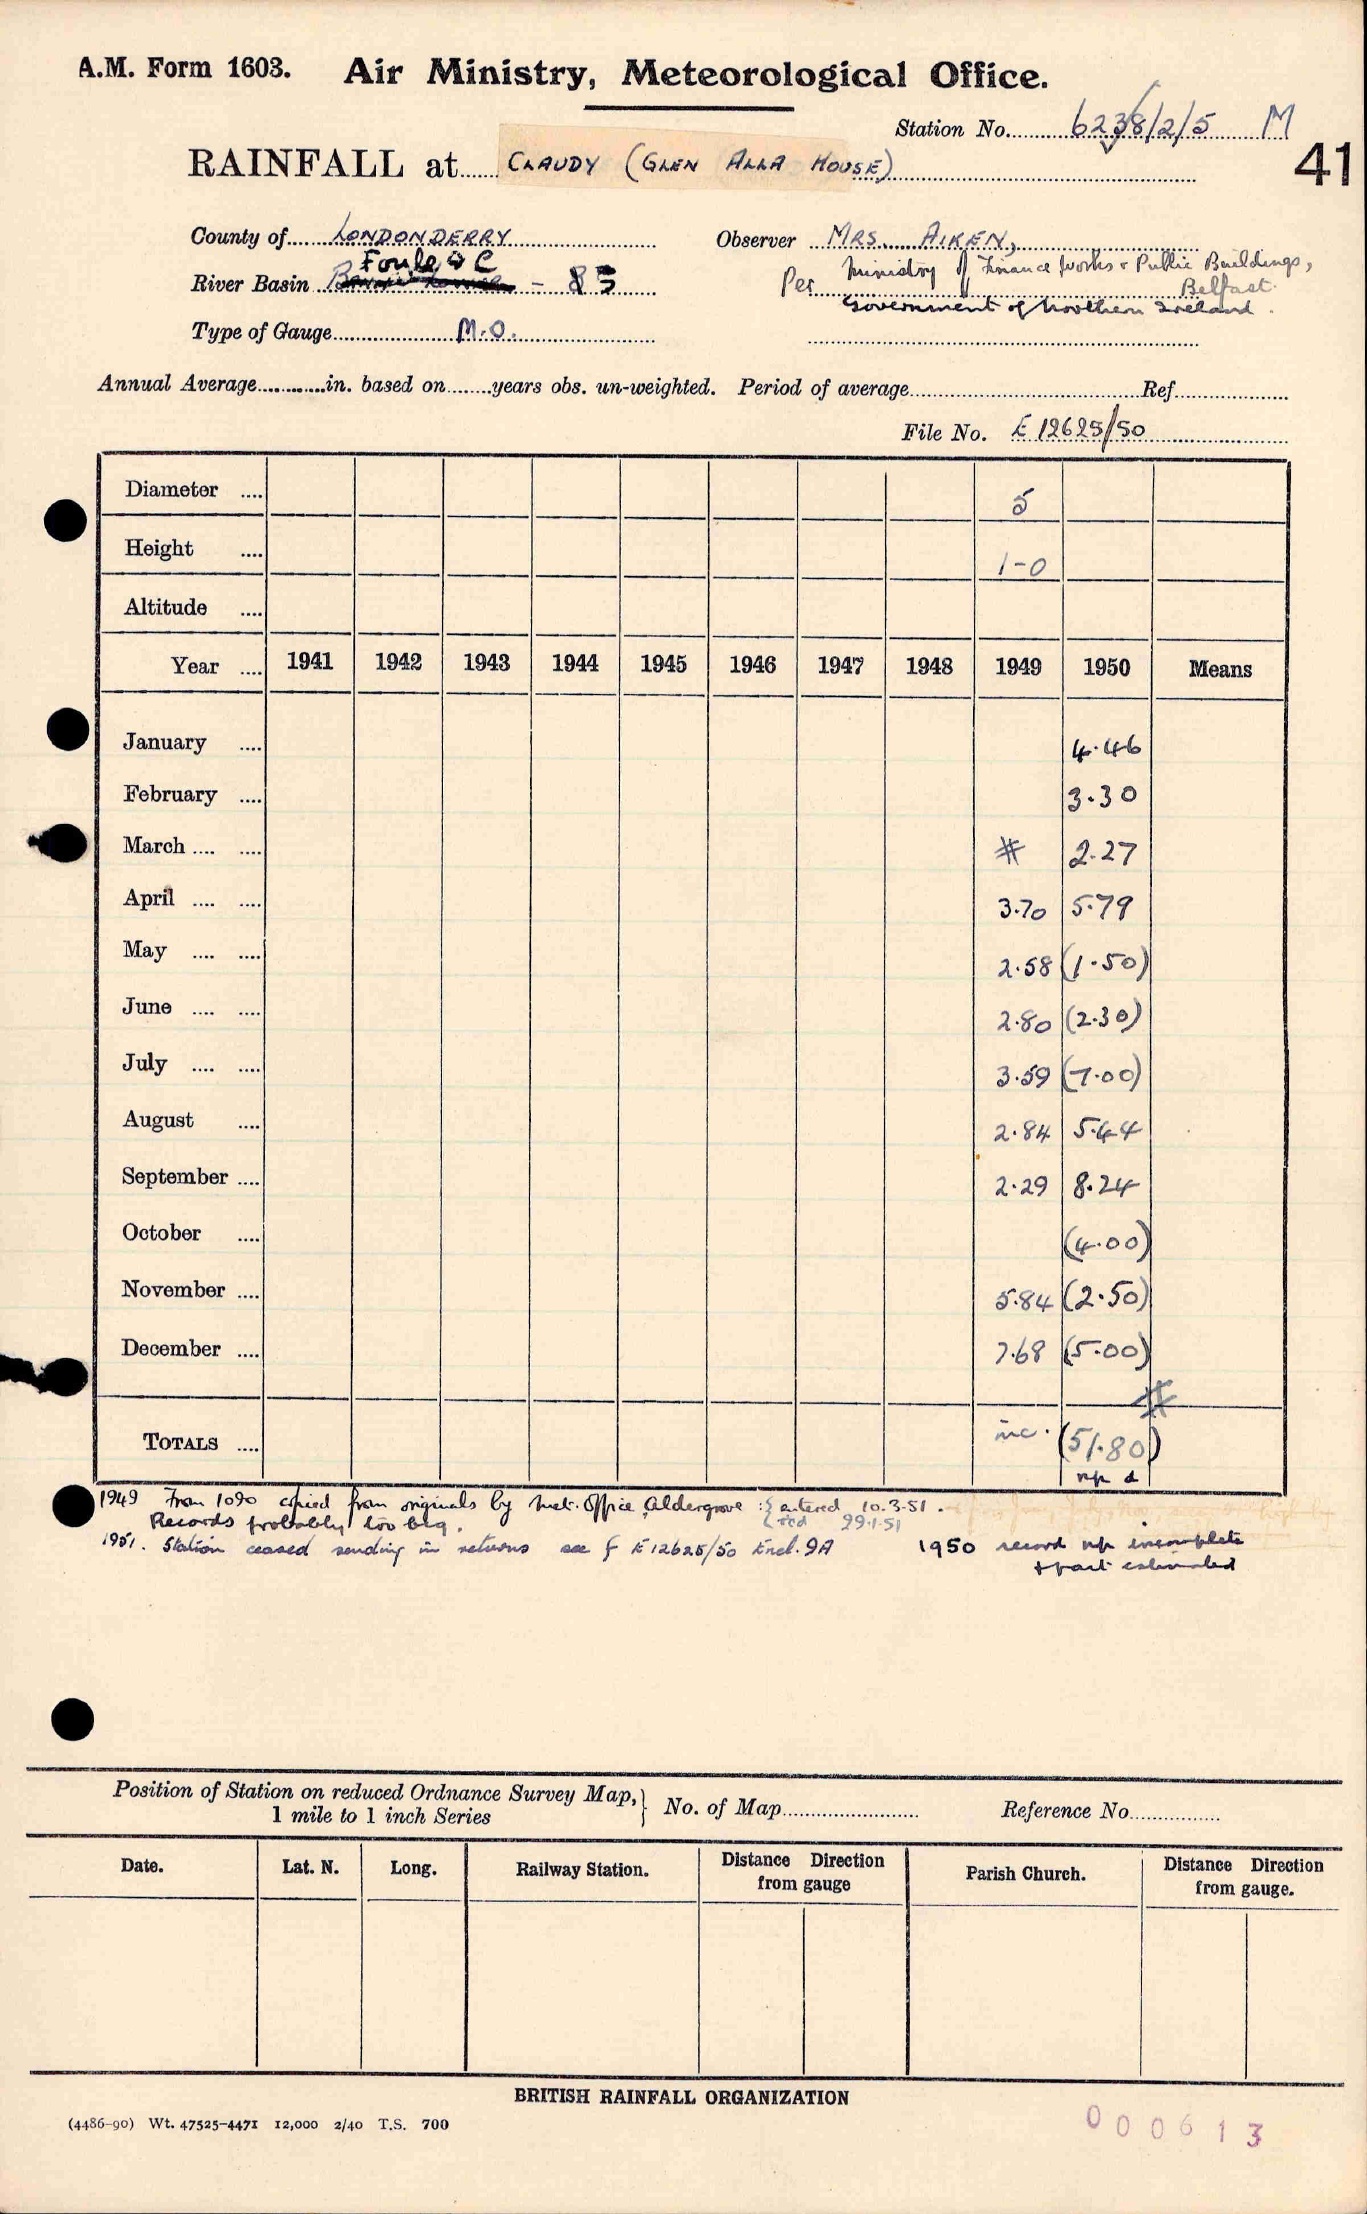 A.M. Form 1603. Air Ministry, Meteorological Office.
Station No. 6238/2/5 M
41
RAINFALL at CLAUDY (GLEN ALLA HOUSE)
County of LONDONDERRY Observer MRS. AIKEN,
Foyle & C
River Basin - 85 Per Ministry of Finance Works & Public Buildings,
Belfast.
Government of Northern Ireland.
Type of Gauge M.O.
Annual Average in. based on years obs. un-weighted. Period of average Ref
File No. E 12625/50
Diameter 5
Height 1-0
Altitude
Year 1941 1942 1943 1944 1945 1946 1947 1948 1949 1950 Means
January 4.46
February 3.30
March # 2.27
April 3.70 5.79
May 2.58 (1.50)
June 2.80 (2.30)
July 3.59 (7.00)
August 2.84 5.44
September 2.29 8.24
October (4.00)
November 5.84 (2.50)
December 7.68 (5.00)
#
TOTALS inc. (51.80)
np d
1949 From 1090 copied from originals by Met. Office Aldergrove : { entered 10.3.51.
Records probably too big. { 29.1.51
1951. Station ceased sending in returns see f E 12625/50 Encl. 9A 1950 record np incomplete
& part estimated
Position of Station on reduced Ordnance Survey Map, } No. of Map Reference No.
1 mile to 1 inch Series
Date. Lat. N. Long. Railway Station. Distance Direction from gauge Parish Church. Distance Direction from gauge.
BRITISH RAINFALL ORGANIZATION
(4486-90) Wt. 47525-4471 12,000 2/40 T.S. 700
000613